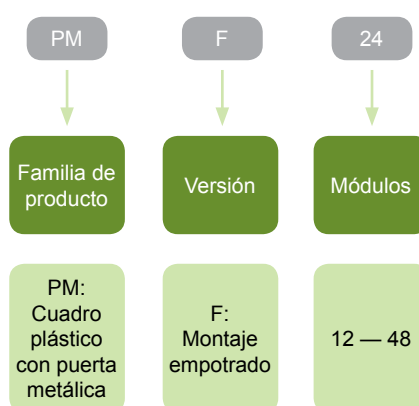 PM
F
24
Familia de
producto
Versión
Módulos
PM:
Cuadro
plástico
con puerta
metálica
F:
Montaje
empotrado
12 — 48